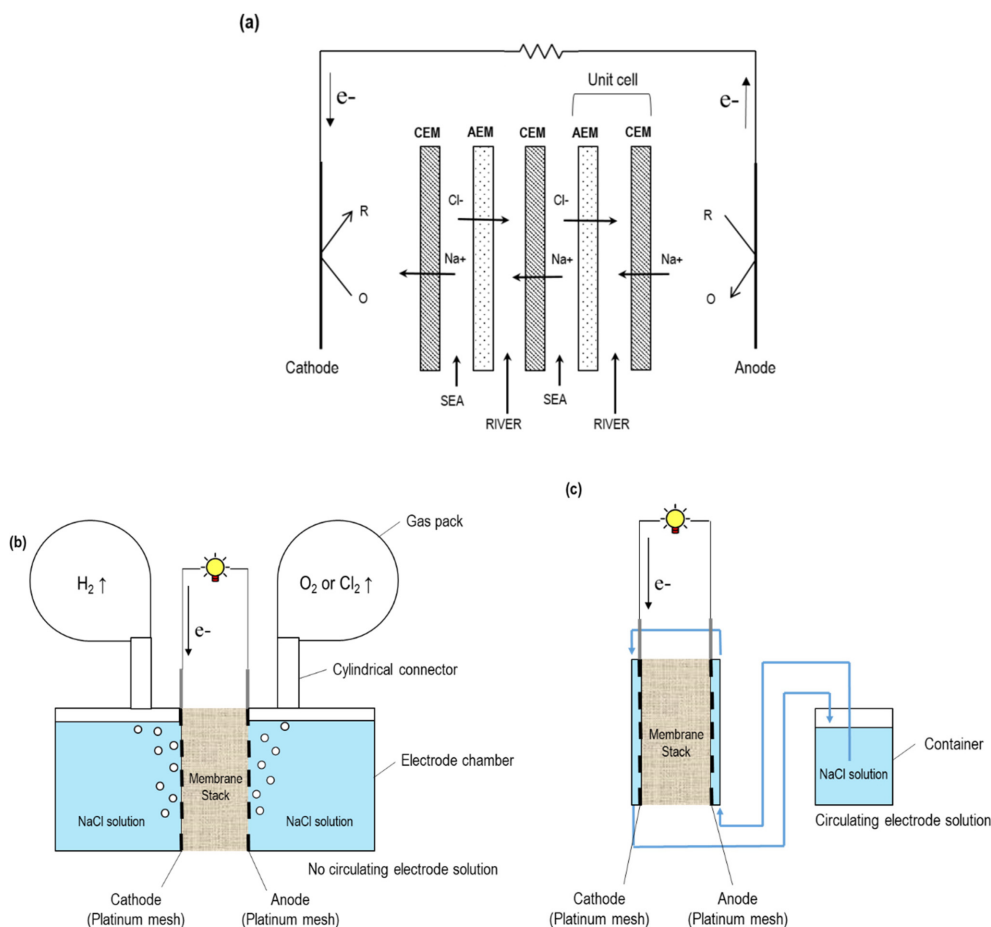 (a)
e-
e-
Unit cell
CEM AEM CEM AEM CEM
Cl- Cl-
R R
Na+ Na+ Na+
O O
Cathode Anode
SEA SEA
RIVER RIVER
(b)
Gas pack
H₂ ↑
O₂ or Cl₂ ↑
e-
Cylindrical connector
Electrode chamber
Membrane
Stack
NaCl solution NaCl solution
No circulating electrode solution
Cathode
(Platinum mesh)
Anode
(Platinum mesh)
(c)
e-
Membrane
Stack
Container
NaCl solution
Circulating electrode solution
Cathode
(Platinum mesh)
Anode
(Platinum mesh)